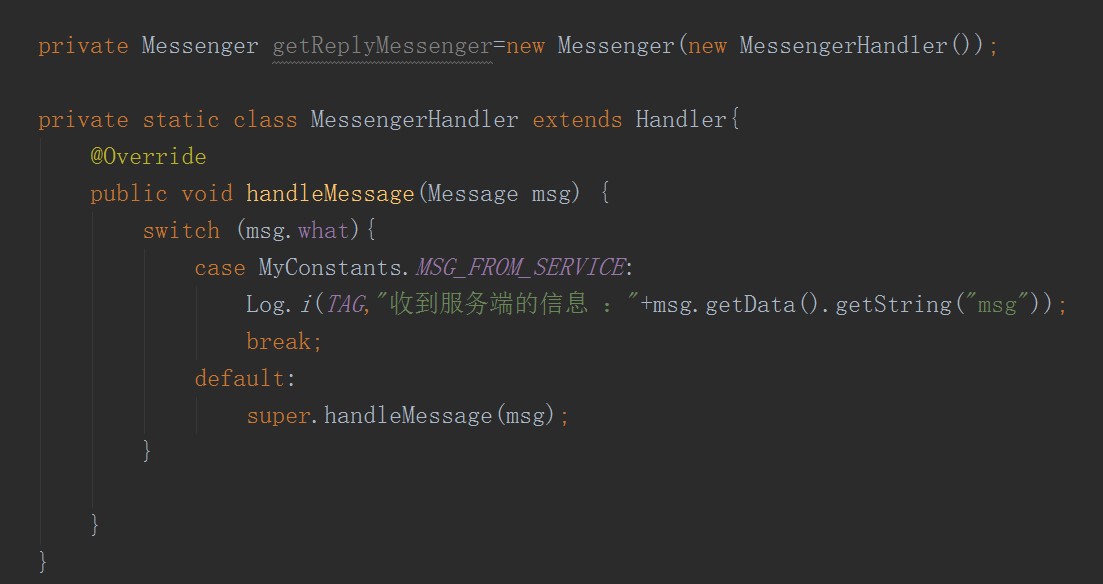 private Messenger getReplyMessenger=new Messenger(new MessengerHandler());
private static class MessengerHandler extends Handler{
@Override
public void handleMessage(Message msg) {
switch (msg.what){
case MyConstants.MSG_FROM_SERVICE:
Log.i(TAG,"收到服务端的信息 : "+msg.getData().getString("msg"));
break;
default:
super.handleMessage(msg);
}
}
}